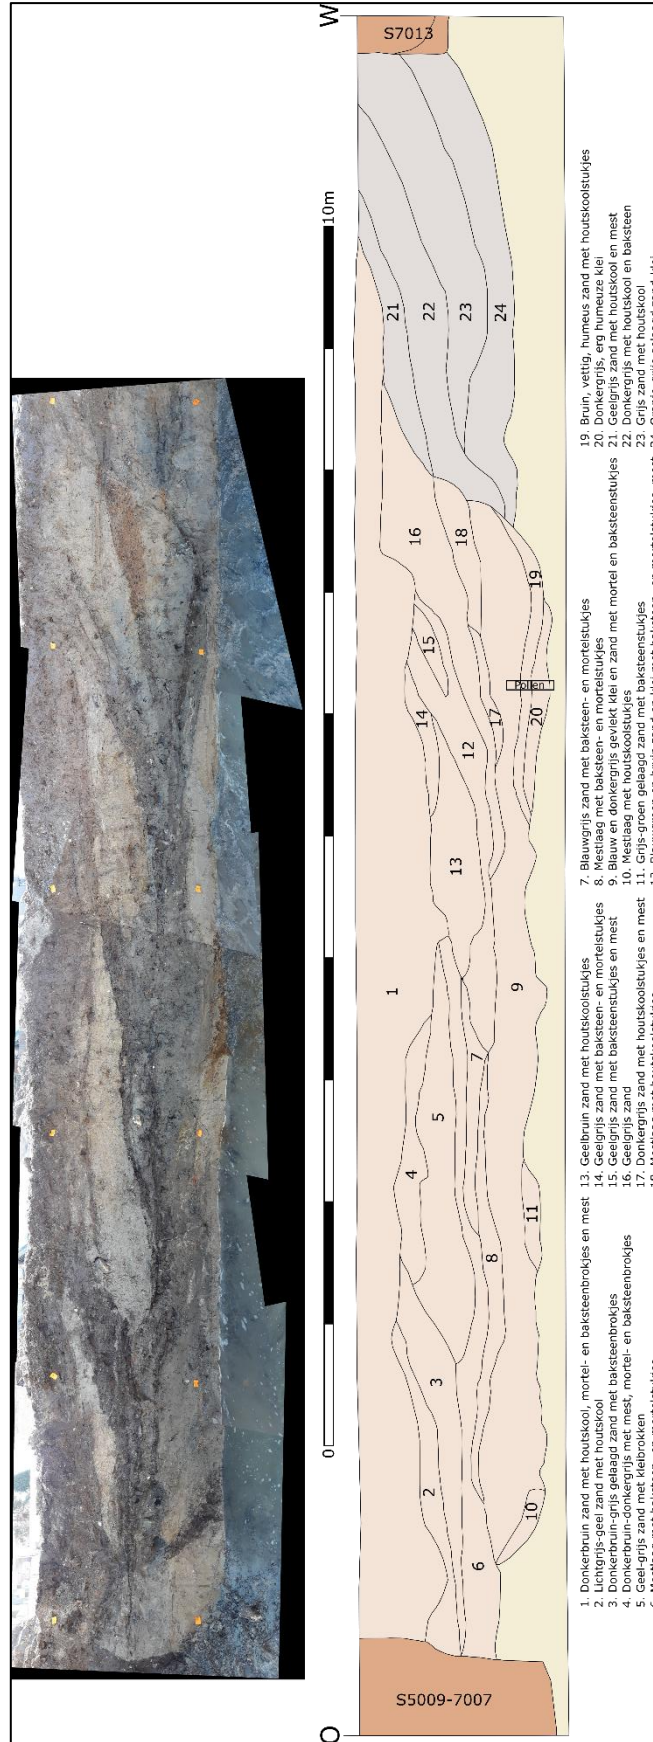 W
O
S7013
S5009-7007
10m
0
1
2
3
4
5
6
7
8
9
10
11
12
13
14
15
16
17
18
19
20
21
22
23
24
Pollen
1. Donkerbruin zand met houtskool, mortel- en baksteenbrokjes en mest
2. Lichtgrijs-geel zand met houtskool
3. Donkerbruin-grijs gelaagd zand met baksteenbrokjes
4. Donkerbruin-donkergrijs met mest, mortel- en baksteenbrokjes
5. Geel-grijs zand met kleibrokken
7. Blauwgrijs zand met baksteen- en mortelstukjes
8. Mestlaag met baksteen- en mortelstukjes
9. Blauw en donkergrijs gevlekt klei en zand met mortel en baksteenstukjes
10. Mestlaag met houtskoolstukjes
11. Grijs-groen gelaagd zand met baksteenstukjes
13. Geelbruin zand met houtskoolstukjes
14. Geelgrijs zand met baksteen- en mortelstukjes
15. Geelgrijs zand met baksteenstukjes en mest
16. Geelgrijs zand
17. Donkergrijs zand met houtskoolstukjes en mest
19. Bruin, vettig, humeus zand met houtskoolstukjes
20. Donkergrijs, erg humeuze klei
21. Geelgrijs zand met houtskool en mest
22. Donkergrijs met houtskool en baksteen
23. Grijs zand met houtskool